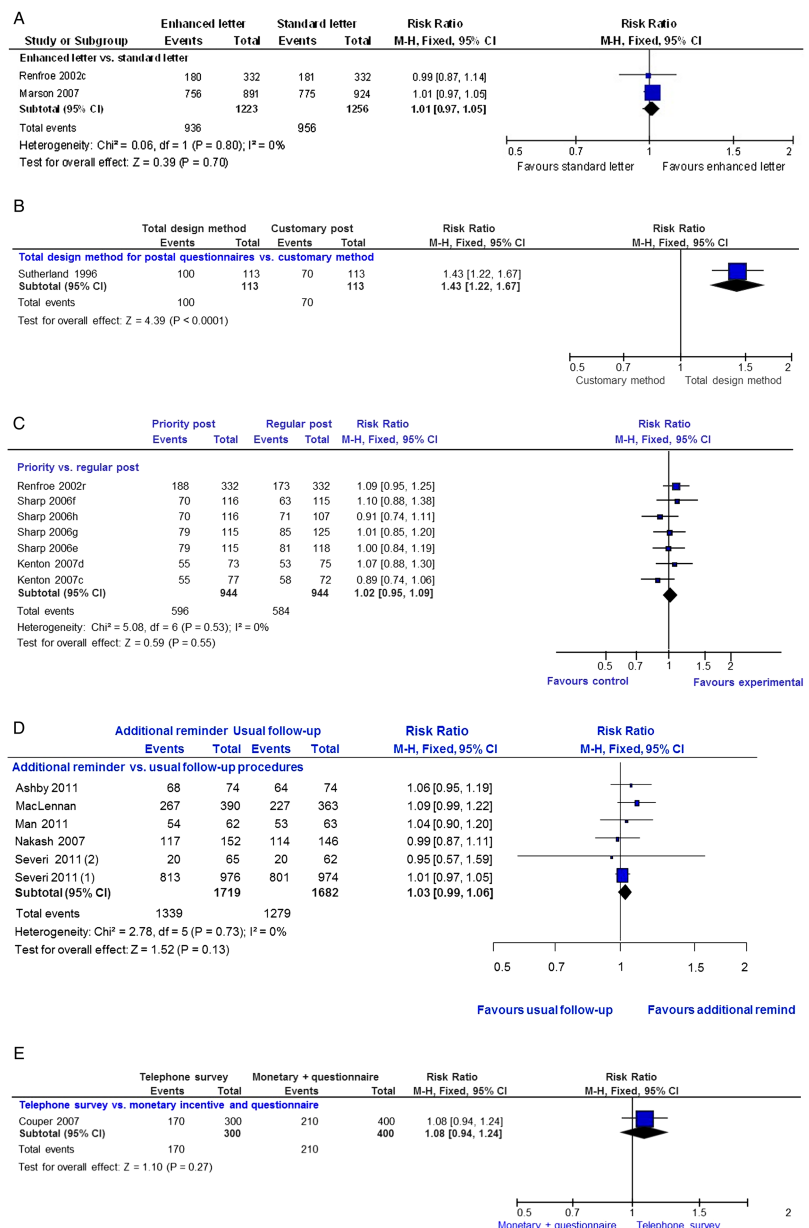 A
Enhanced letter Standard letter Risk Ratio Risk Ratio
Study or Subgroup Events Total Events Total M-H, Fixed, 95% CI M-H, Fixed, 95% CI
Enhanced letter vs. standard letter
Renfroe 2002c 180 332 181 332 0.99 [0.87, 1.14]
Marson 2007 756 891 775 924 1.01 [0.97, 1.05]
Subtotal (95% CI) 1223 1256 1.01 [0.97, 1.05]
Total events 936 956
Heterogeneity: Chi² = 0.06, df = 1 (P = 0.80); I² = 0%
Test for overall effect: Z = 0.39 (P = 0.70)
0.5 0.7 1 1.5 2
Favours standard letter Favours enhanced letter
B
Total design method Customary post Risk Ratio Risk Ratio
Events Total Events Total M-H, Fixed, 95% CI M-H, Fixed, 95% CI
Total design method for postal questionnaires vs. customary method
Sutherland 1996 100 113 70 113 1.43 [1.22, 1.67]
Subtotal (95% CI) 113 113 1.43 [1.22, 1.67]
Total events 100 70
Test for overall effect: Z = 4.39 (P < 0.0001)
0.5 0.7 1 1.5 2
Customary method Total design method
C
Priority post Regular post Risk Ratio Risk Ratio
Events Total Events Total M-H, Fixed, 95% CI M-H, Fixed, 95% CI
Priority vs. regular post
Renfroe 2002r 188 332 173 332 1.09 [0.95, 1.25]
Sharp 2006f 70 116 63 115 1.10 [0.88, 1.38]
Sharp 2006h 70 116 71 107 0.91 [0.74, 1.11]
Sharp 2006g 79 115 85 125 1.01 [0.85, 1.20]
Sharp 2006e 79 115 81 118 1.00 [0.84, 1.19]
Kenton 2007d 55 73 53 75 1.07 [0.88, 1.30]
Kenton 2007c 55 77 58 72 0.89 [0.74, 1.06]
Subtotal (95% CI) 944 944 1.02 [0.95, 1.09]
Total events 596 584
Heterogeneity: Chi² = 5.08, df = 6 (P = 0.53); I² = 0%
Test for overall effect: Z = 0.59 (P = 0.55)
0.5 0.7 1 1.5 2
Favours control Favours experimental
D
Additional reminder Usual follow-up Risk Ratio Risk Ratio
Events Total Events Total M-H, Fixed, 95% CI M-H, Fixed, 95% CI
Additional reminder vs. usual follow-up procedures
Ashby 2011 68 74 64 74 1.06 [0.95, 1.19]
MacLennan 267 390 227 363 1.09 [0.99, 1.22]
Man 2011 54 62 53 63 1.04 [0.90, 1.20]
Nakash 2007 117 152 114 146 0.99 [0.87, 1.11]
Severi 2011 (2) 20 65 20 62 0.95 [0.57, 1.59]
Severi 2011 (1) 813 976 801 974 1.01 [0.97, 1.05]
Subtotal (95% CI) 1719 1682 1.03 [0.99, 1.06]
Total events 1339 1279
Heterogeneity: Chi² = 2.78, df = 5 (P = 0.73); I² = 0%
Test for overall effect: Z = 1.52 (P = 0.13)
0.5 0.7 1 1.5 2
Favours usual follow-up Favours additional remind
E
Telephone survey Monetary + questionnaire Risk Ratio Risk Ratio
Events Total Events Total M-H, Fixed, 95% CI M-H, Fixed, 95% CI
Telephone survey vs. monetary incentive and questionnaire
Couper 2007 170 300 210 400 1.08 [0.94, 1.24]
Subtotal (95% CI) 300 400 1.08 [0.94, 1.24]
Total events 170 210
Test for overall effect: Z = 1.10 (P = 0.27)
0.5 0.7 1 1.5 2
Monetary + questionnaire Telephone survey